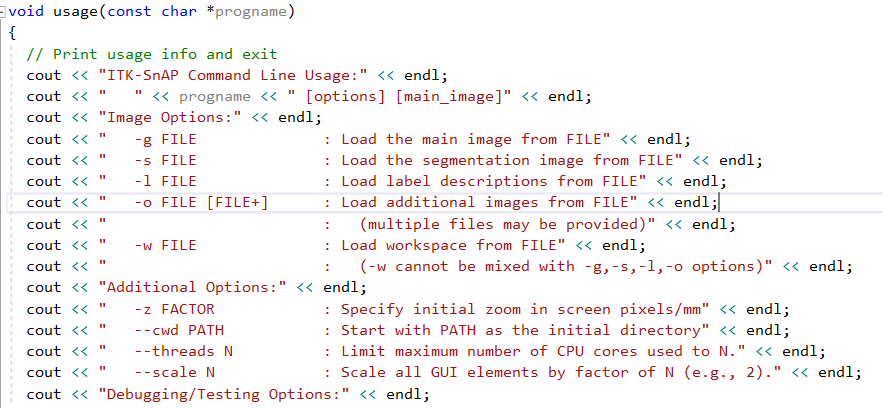 void usage(const char *progname)
{
  // Print usage info and exit
  cout << "ITK-SnAP Command Line Usage:" << endl;
  cout << "   " << progname << " [options] [main_image]" << endl;
  cout << "Image Options:" << endl;
  cout << "   -g FILE              : Load the main image from FILE" << endl;
  cout << "   -s FILE              : Load the segmentation image from FILE" << endl;
  cout << "   -l FILE              : Load label descriptions from FILE" << endl;
  cout << "   -o FILE [FILE+]      : Load additional images from FILE" << endl;
  cout << "                        :   (multiple files may be provided)" << endl;
  cout << "   -w FILE              : Load workspace from FILE" << endl;
  cout << "                        :   (-w cannot be mixed with -g,-s,-l,-o options)" << endl;
  cout << "Additional Options:" << endl;
  cout << "   -z FACTOR            : Specify initial zoom in screen pixels/mm" << endl;
  cout << "   --cwd PATH           : Start with PATH as the initial directory" << endl;
  cout << "   --threads N          : Limit maximum number of CPU cores used to N." << endl;
  cout << "   --scale N            : Scale all GUI elements by factor of N (e.g., 2)." << endl;
  cout << "Debugging/Testing Options:" << endl;